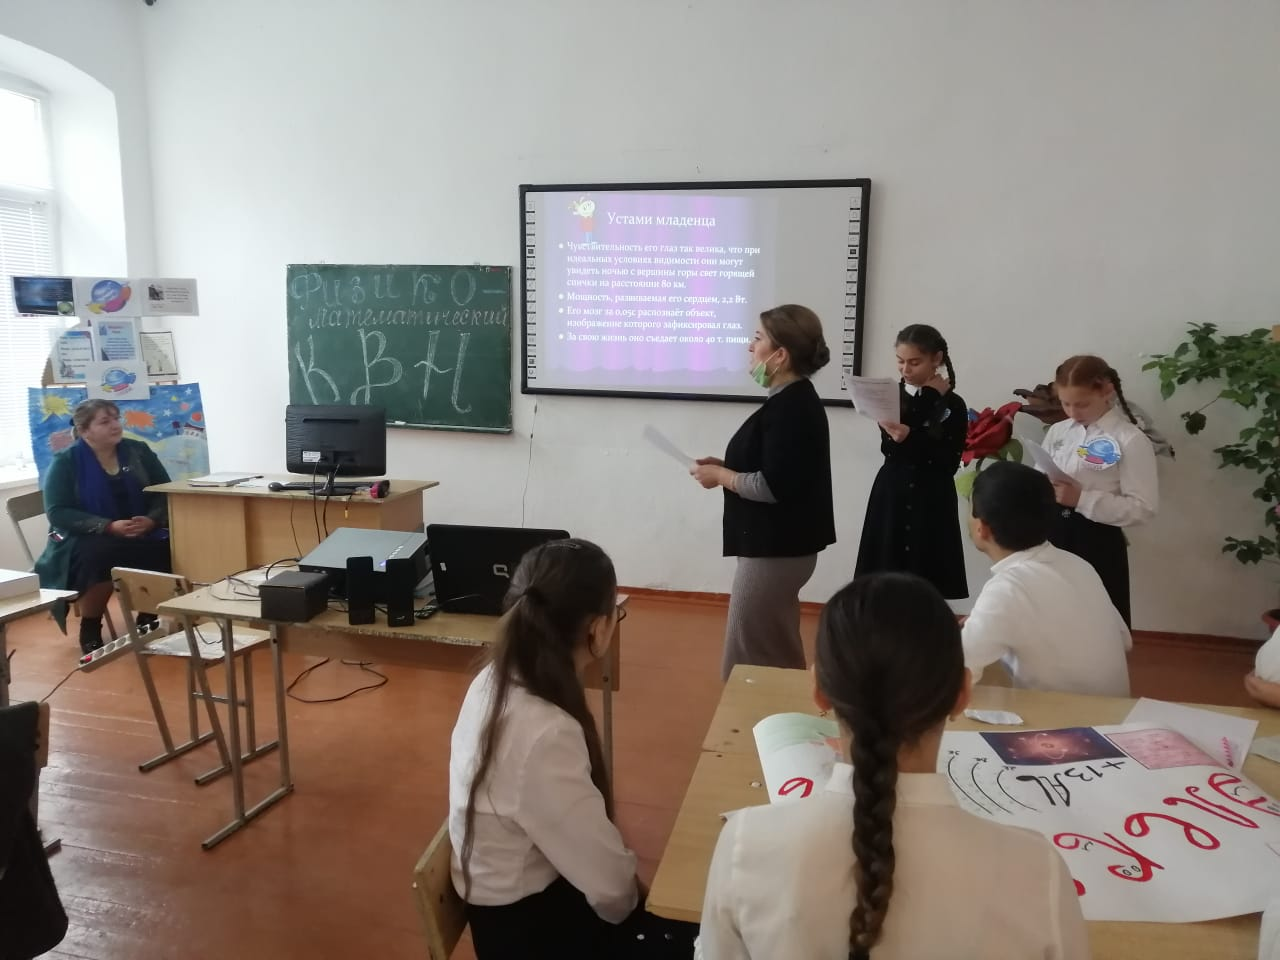 Физико-
математический
КВН
Устами младенца
Чувствительность его глаз так велика, что при
идеальных условиях видимости они могут
увидеть ночью с вершины горы свет горящей
спички на расстоянии 80 км.
Мощность, развиваемая его сердцем, 2,2 Вт.
Его мозг за 0,05с распознаёт объект,
изображение которого зафиксировал глаз.
За свою жизнь оно съедает около 40 т. пищи.
+13 Al